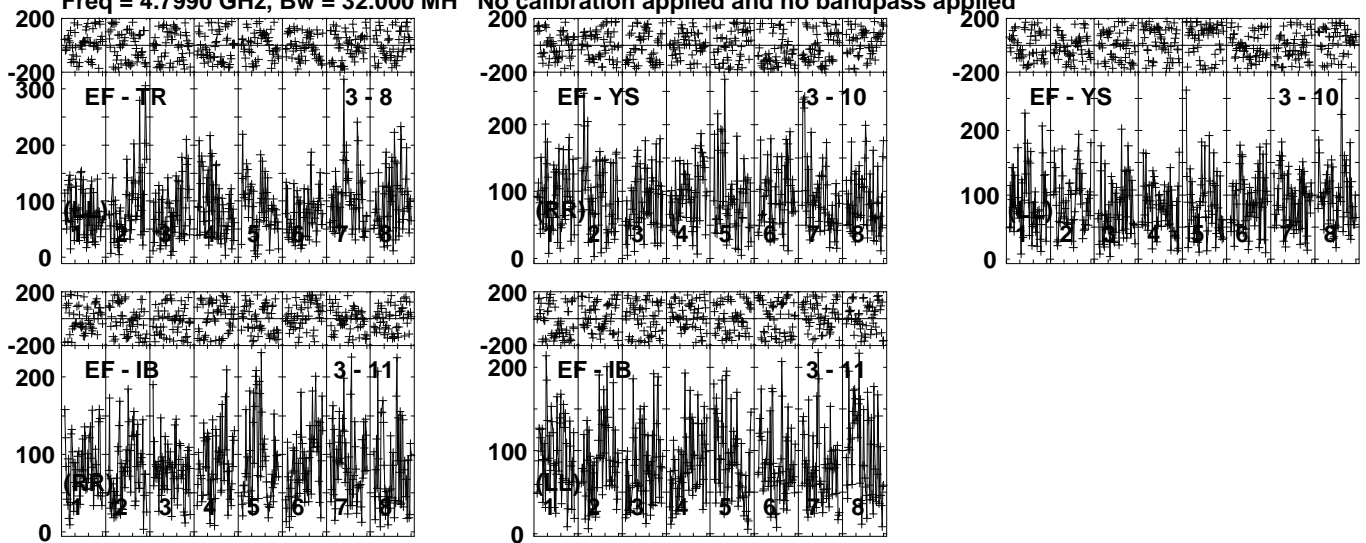 Freq = 4.7990 GHz, Bw = 32.000 MH No calibration applied and no bandpass applied
200
-200
300
200
100
0
EF - TR 3 - 8
(LL)
1 2 3 4 5 6 7 8
-200
200
100
0
200
EF - YS 3 - 10
(RR)
1 2 3 4 5 6 7 8
200
-200
200
100
0
EF - YS 3 - 10
(LL)
1 2 3 4 5 6 7 8
200
-200
200
100
0
EF - IB 3 - 11
(RR)
1 2 3 4 5 6 7 8
200
-200
200
100
0
EF - IB 3 - 11
(LL)
1 2 3 4 5 6 7 8